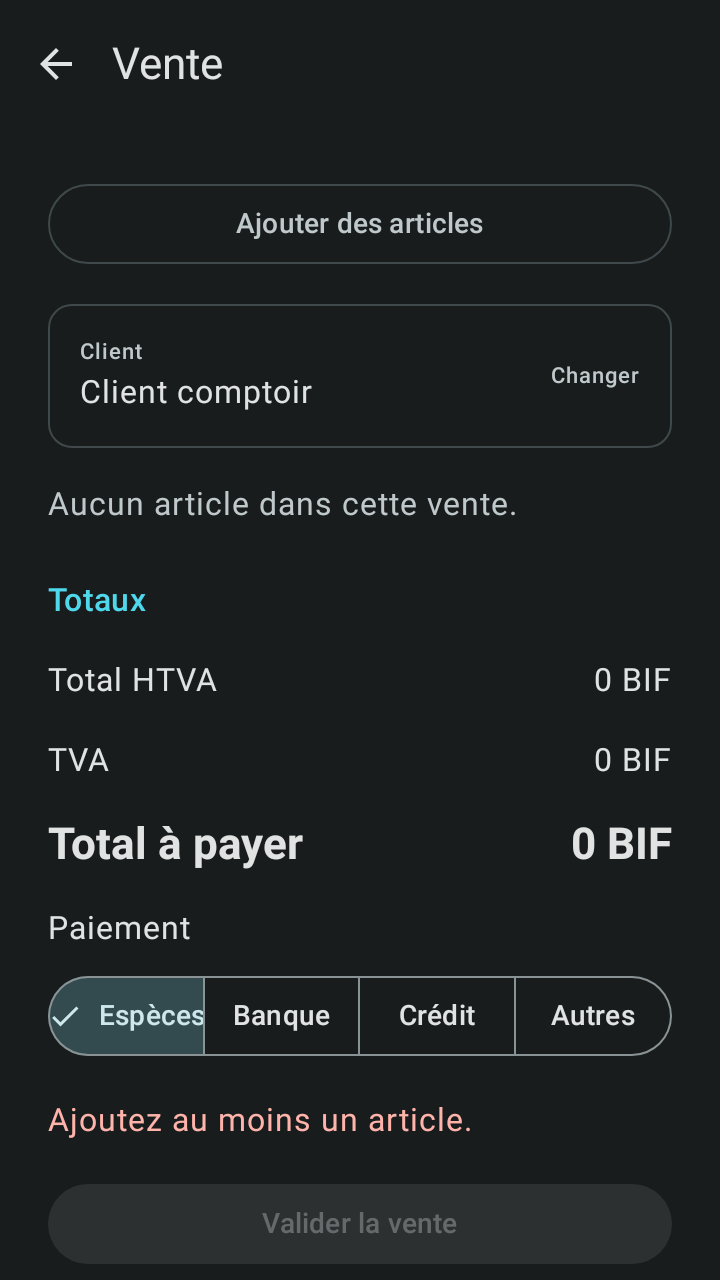 Vente
Ajouter des articles
Client
Client comptoir
Changer
Aucun article dans cette vente.
Totaux
Total HTVA 0 BIF
TVA 0 BIF
Total à payer 0 BIF
Paiement
Espèces Banque Crédit Autres
Ajoutez au moins un article.
Valider la vente